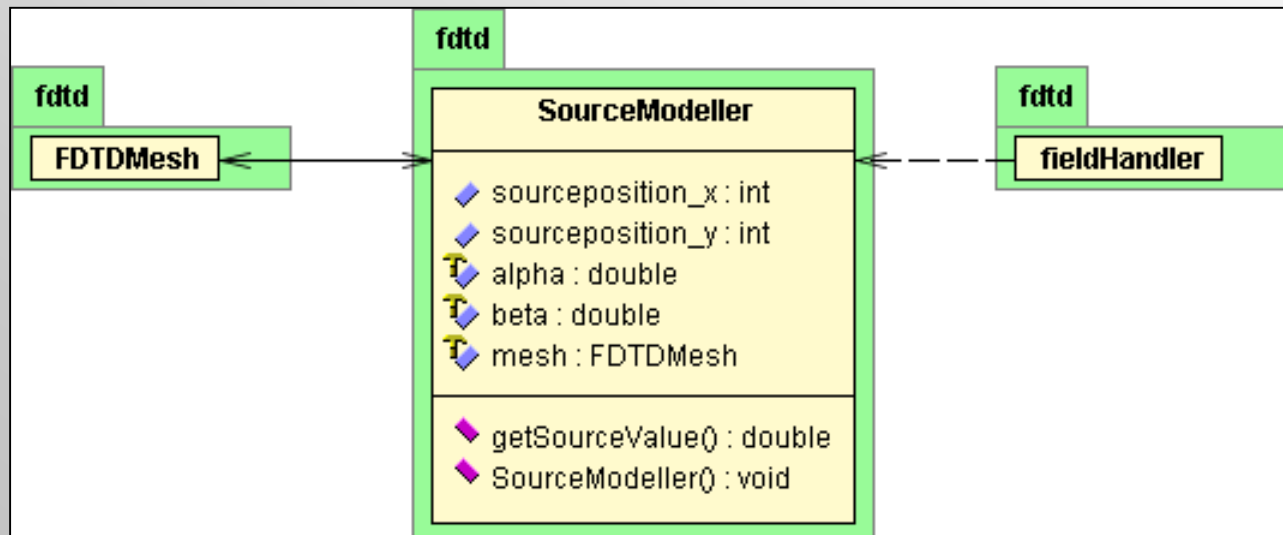 fdtd
FDTDMesh
fdtd
SourceModeller
sourceposition_x : int
sourceposition_y : int
alpha : double
beta : double
mesh : FDTDMesh
getSourceValue() : double
SourceModeller() : void
fdtd
fieldHandler